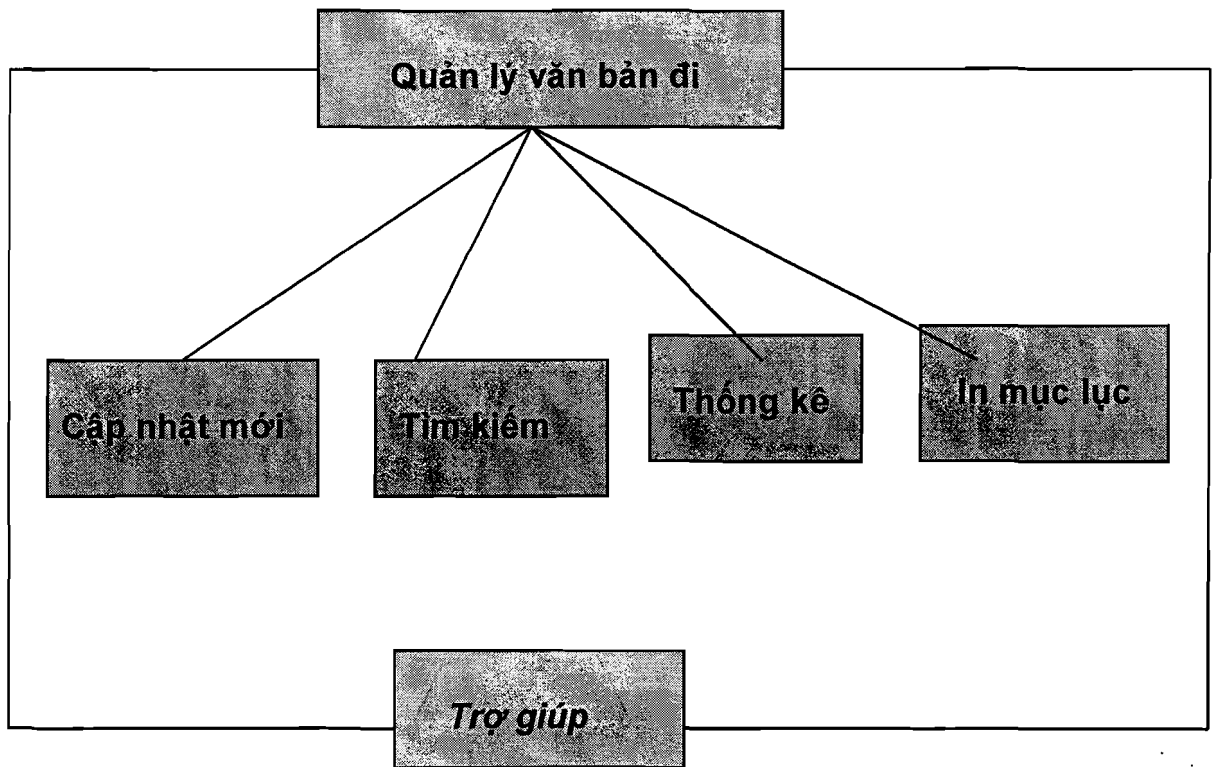 Quản lý văn bản đi
Cập nhật mới
Tìm kiếm
Thống kê
In mục lục
Trợ giúp